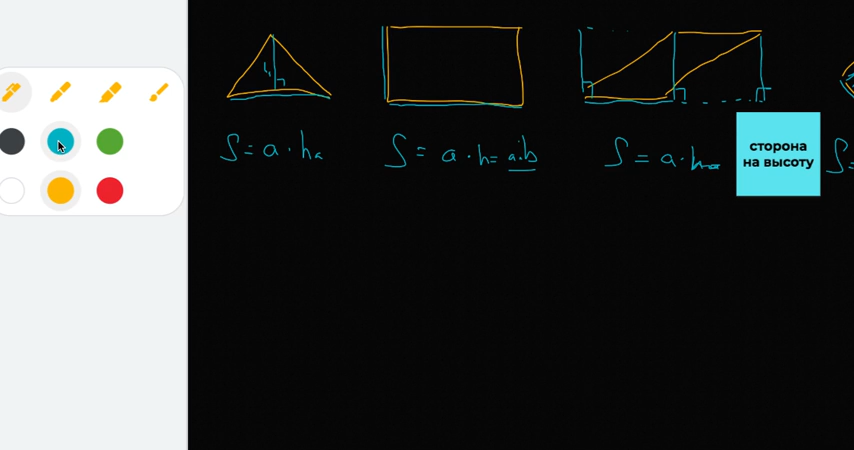 h
S = a · hₐ
S = a · h = a · b
S = a · hₐ
сторона
на высоту
S =